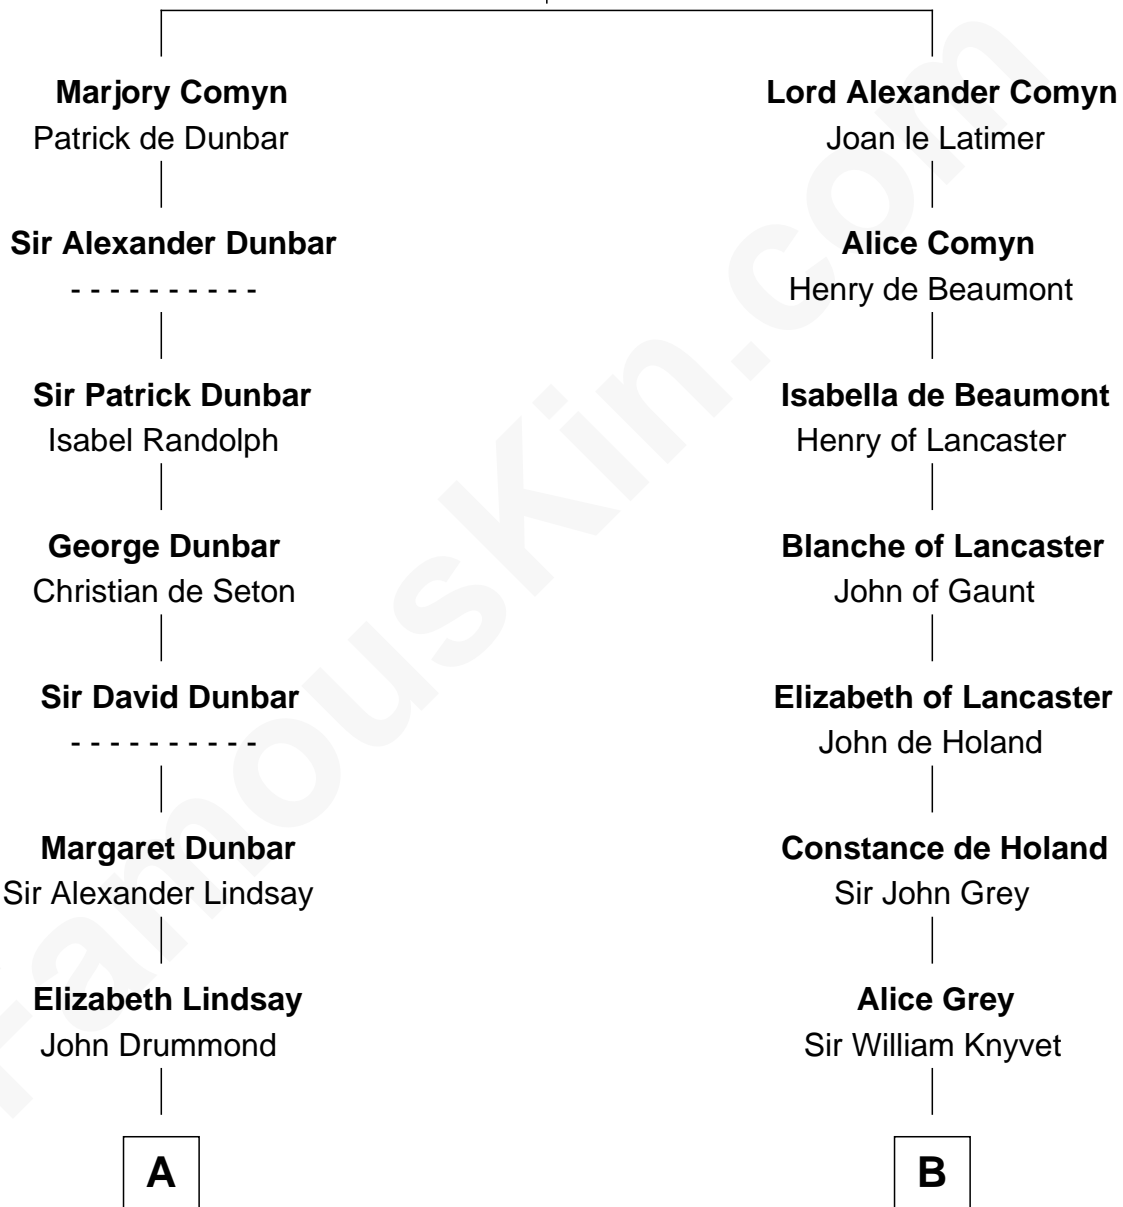 Marjory Comyn
Patrick de Dunbar
Sir Alexander Dunbar
- - - - - - - - - -
Sir Patrick Dunbar
Isabel Randolph
George Dunbar
Christian de Seton
Sir David Dunbar
- - - - - - - - - -
Margaret Dunbar
Sir Alexander Lindsay
Elizabeth Lindsay
John Drummond
A
Lord Alexander Comyn
Joan le Latimer
Alice Comyn
Henry de Beaumont
Isabella de Beaumont
Henry of Lancaster
Blanche of Lancaster
John of Gaunt
Elizabeth of Lancaster
John de Holand
Constance de Holand
Sir John Grey
Alice Grey
Sir William Knyvet
B
FamousKin.com